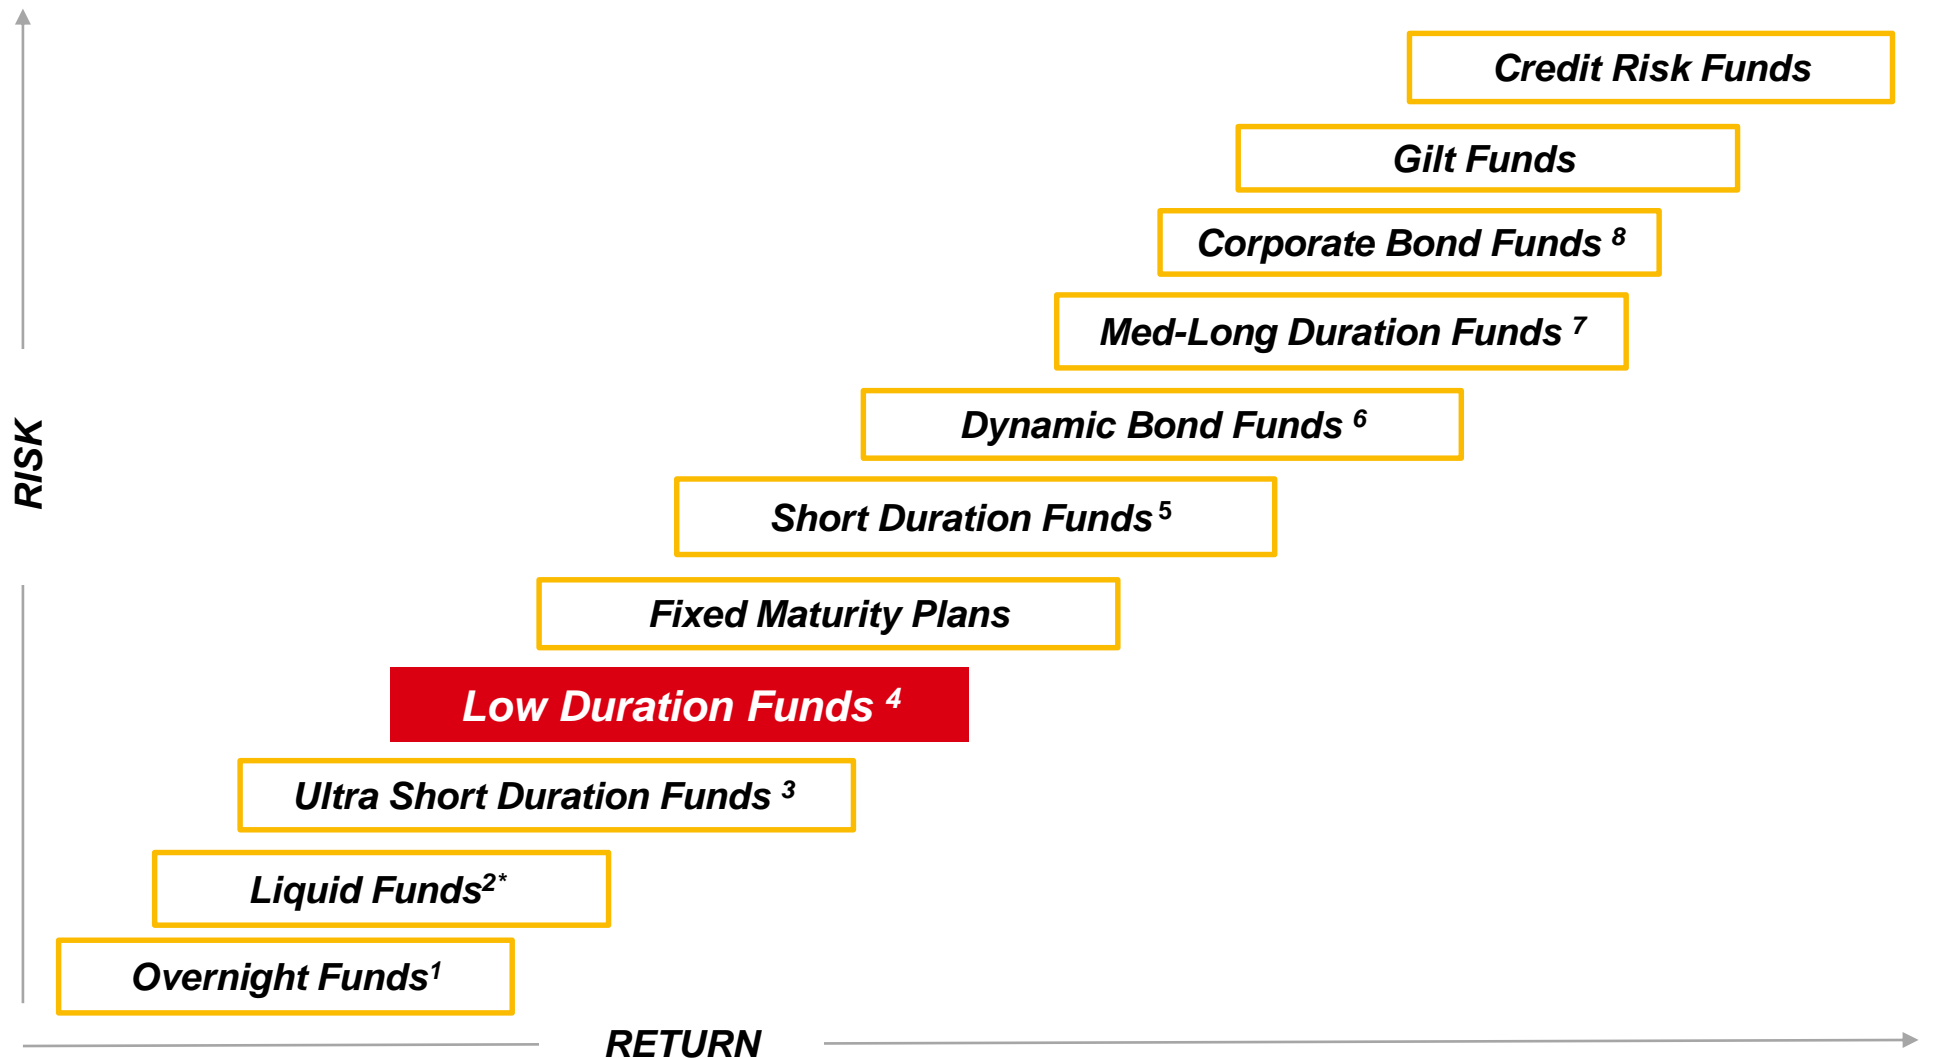 Credit Risk Funds
Gilt Funds
Corporate Bond Funds ⁸
Med-Long Duration Funds ⁷
Dynamic Bond Funds ⁶
RISK
Short Duration Funds ⁵
Fixed Maturity Plans
Low Duration Funds ⁴
Ultra Short Duration Funds ³
Liquid Funds²*
Overnight Funds¹
RETURN